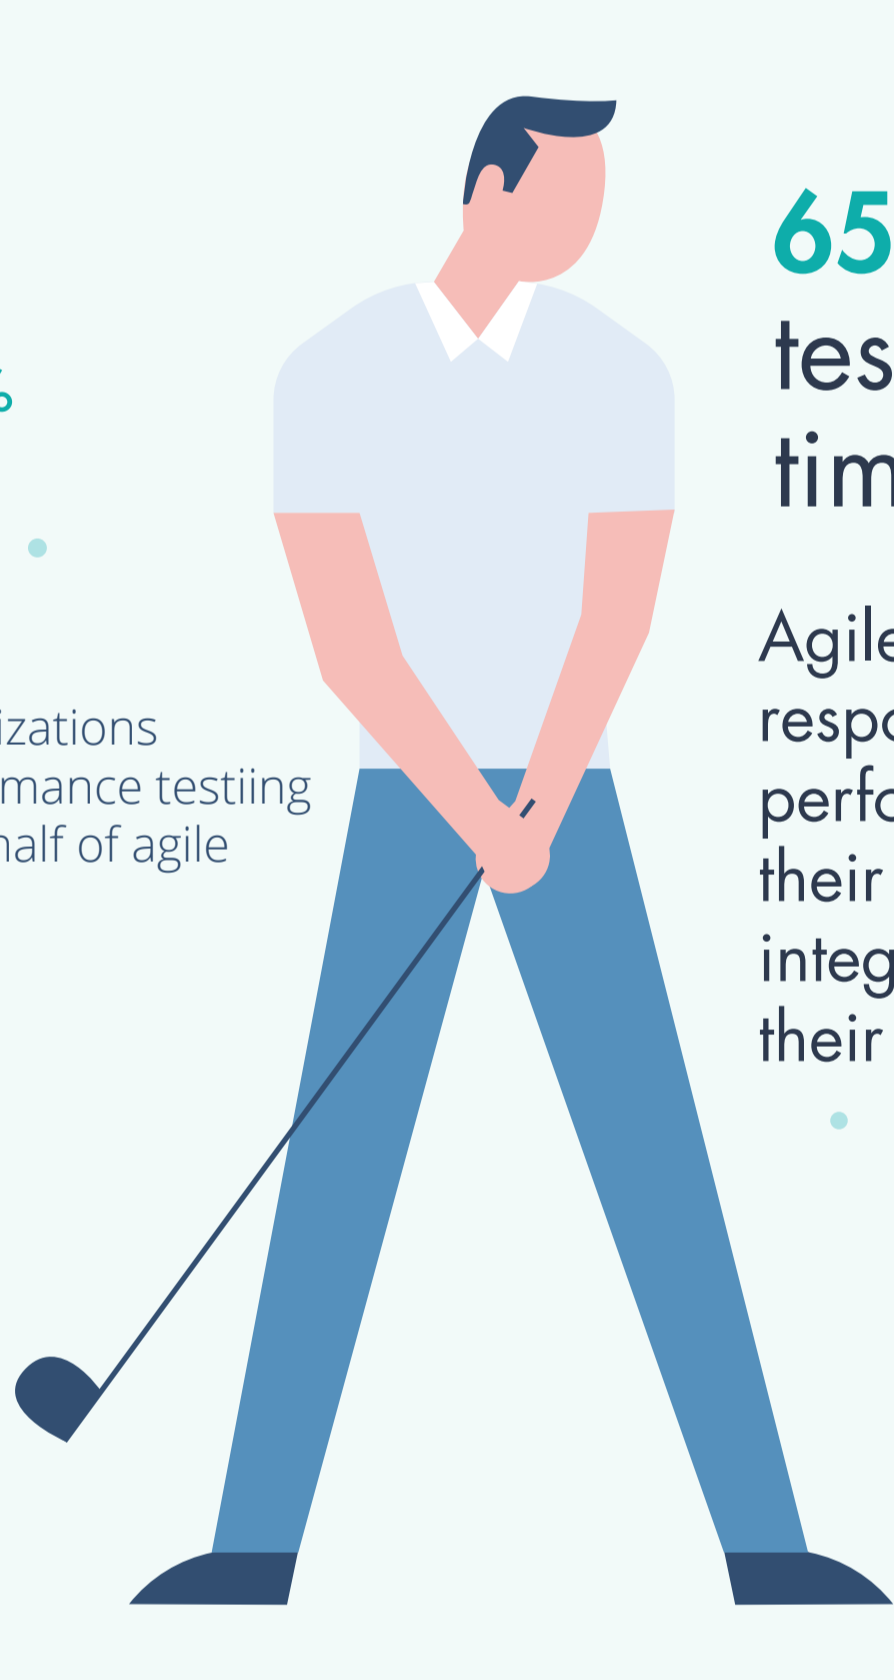 %
izations
mance testiing
half of agile
65
tes
tim
Agile
respo
perfo
their
integ
their